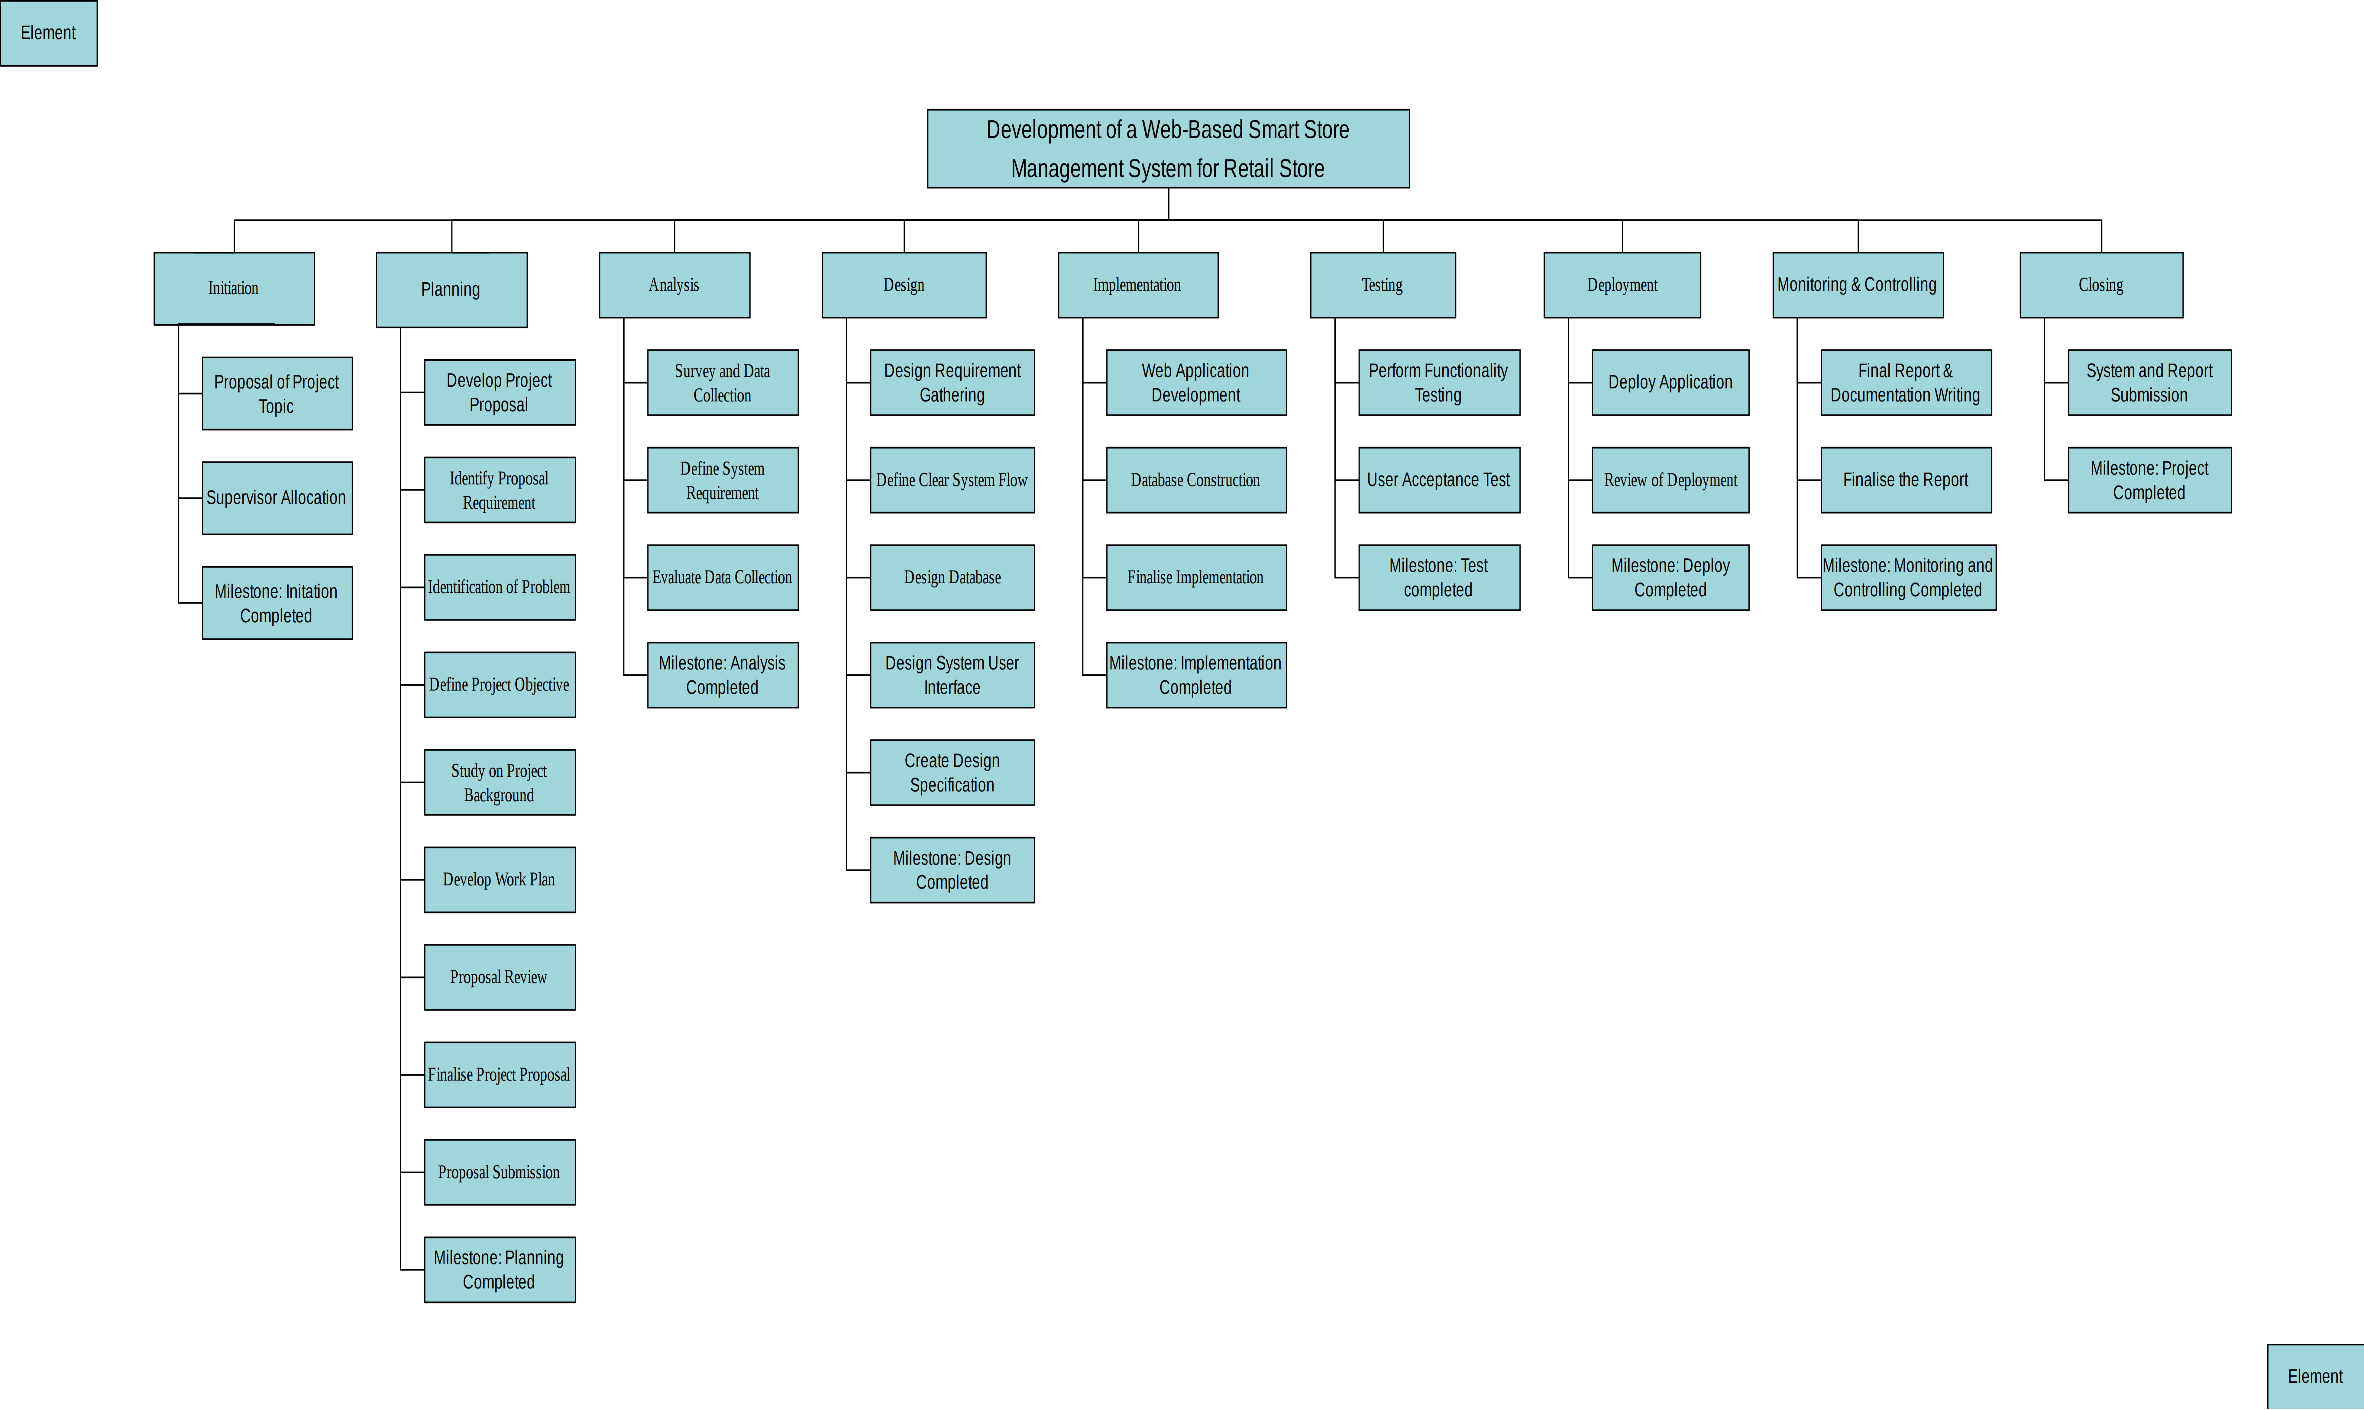 Element
Development of a Web-Based Smart Store
Management System for Retail Store
Initiation
Planning
Analysis
Design
Implementation
Testing
Deployment
Monitoring & Controlling
Closing
Proposal of Project
Topic
Supervisor Allocation
Milestone: Initation
Completed
Develop Project
Proposal
Identify Proposal
Requirement
Identification of Problem
Define Project Objective
Study on Project
Background
Develop Work Plan
Proposal Review
Finalise Project Proposal
Proposal Submission
Milestone: Planning
Completed
Survey and Data
Collection
Define System
Requirement
Evaluate Data Collection
Milestone: Analysis
Completed
Design Requirement
Gathering
Define Clear System Flow
Design Database
Design System User
Interface
Create Design
Specification
Milestone: Design
Completed
Web Application
Development
Database Construction
Finalise Implementation
Milestone: Implementation
Completed
Perform Functionality
Testing
User Acceptance Test
Milestone: Test
completed
Deploy Application
Review of Deployment
Milestone: Deploy
Completed
Final Report &
Documentation Writing
Finalise the Report
Milestone: Monitoring and
Controlling Completed
System and Report
Submission
Milestone: Project
Completed
Element